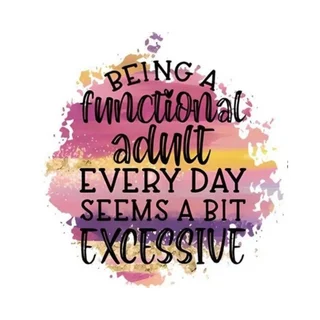 BEING A
functional
adult
EVERY DAY
SEEMS A BIT
EXCESSIVE